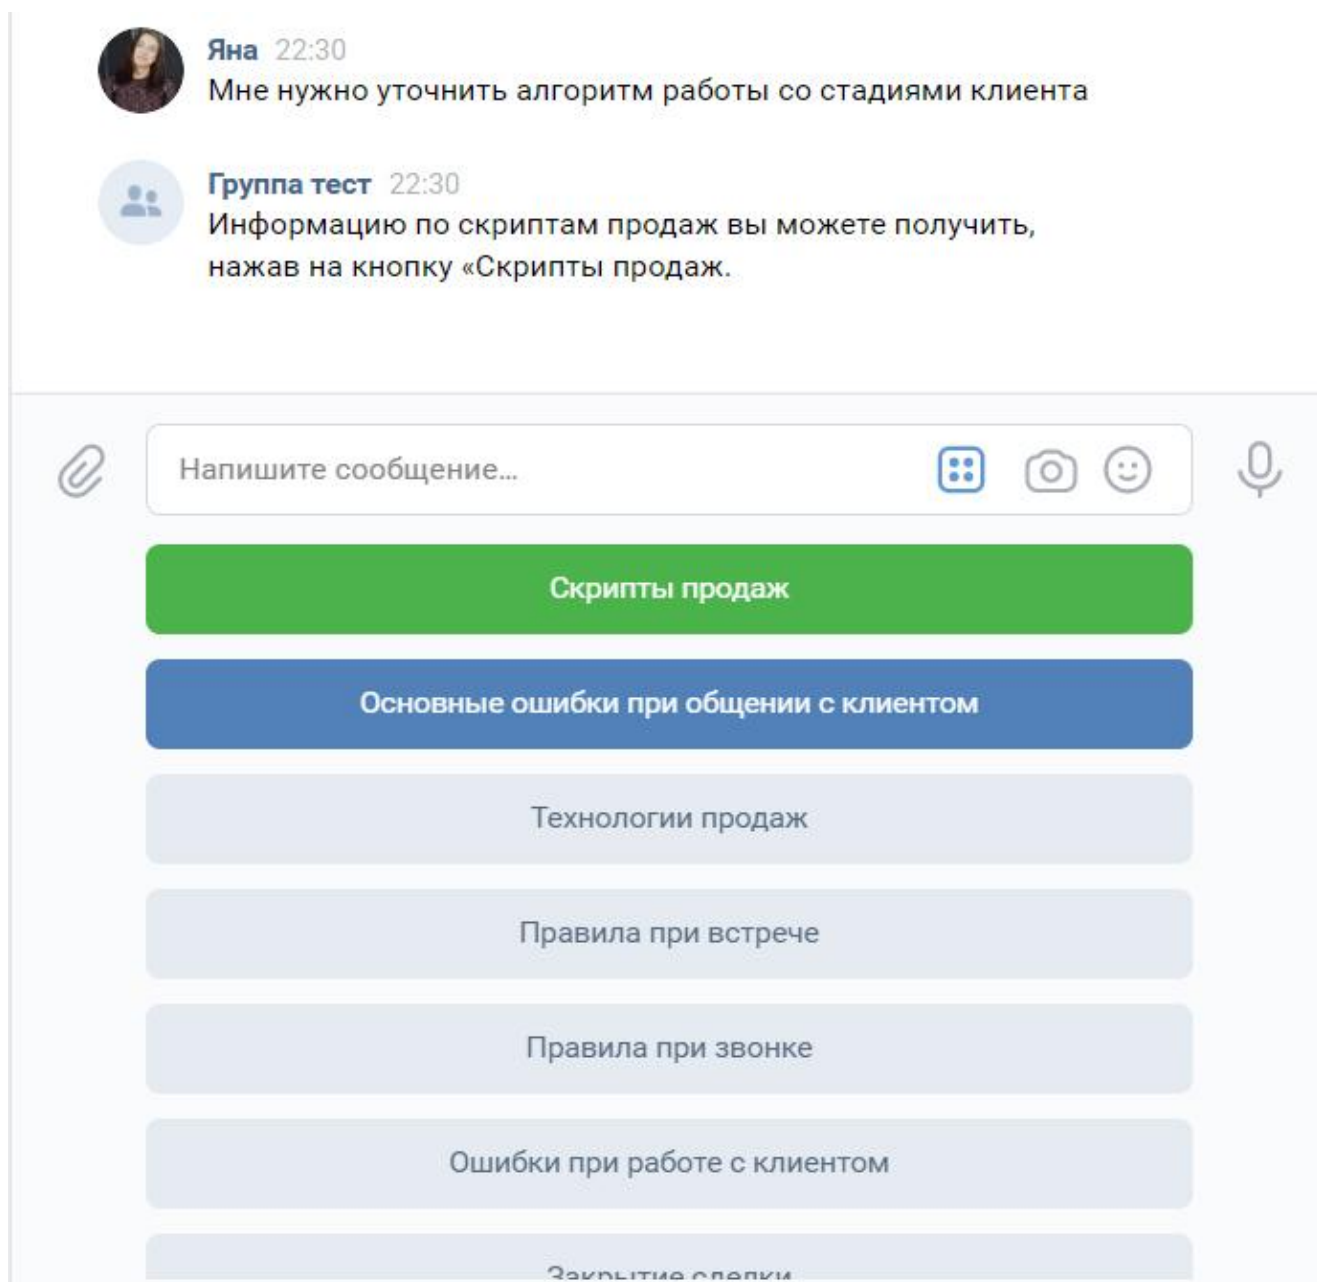 Яна 22:30
Мне нужно уточнить алгоритм работы со стадиями клиента
Группа тест 22:30
Информацию по скриптам продаж вы можете получить,
нажав на кнопку «Скрипты продаж.
Напишите сообщение...
Скрипты продаж
Основные ошибки при общении с клиентом
Технологии продаж
Правила при встрече
Правила при звонке
Ошибки при работе с клиентом
Закрытие сделки